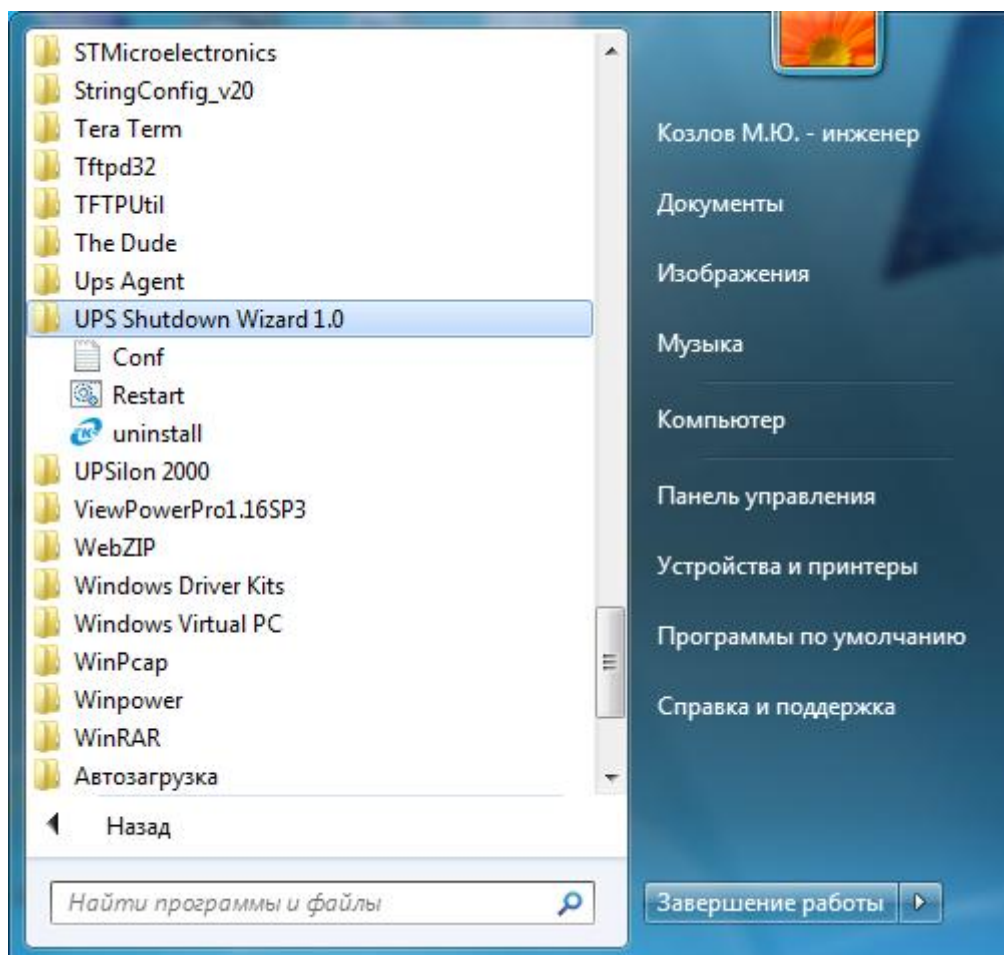 STMicroelectronics
StringConfig_v20
Tera Term
Tftpd32
TFTPUtil
The Dude
Ups Agent
UPS Shutdown Wizard 1.0
Conf
Restart
uninstall
UPSilon 2000
ViewPowerPro1.16SP3
WebZIP
Windows Driver Kits
Windows Virtual PC
WinPcap
Winpower
WinRAR
Автозагрузка
Назад
Найти программы и файлы
Козлов М.Ю. - инженер
Документы
Изображения
Музыка
Компьютер
Панель управления
Устройства и принтеры
Программы по умолчанию
Справка и поддержка
Завершение работы